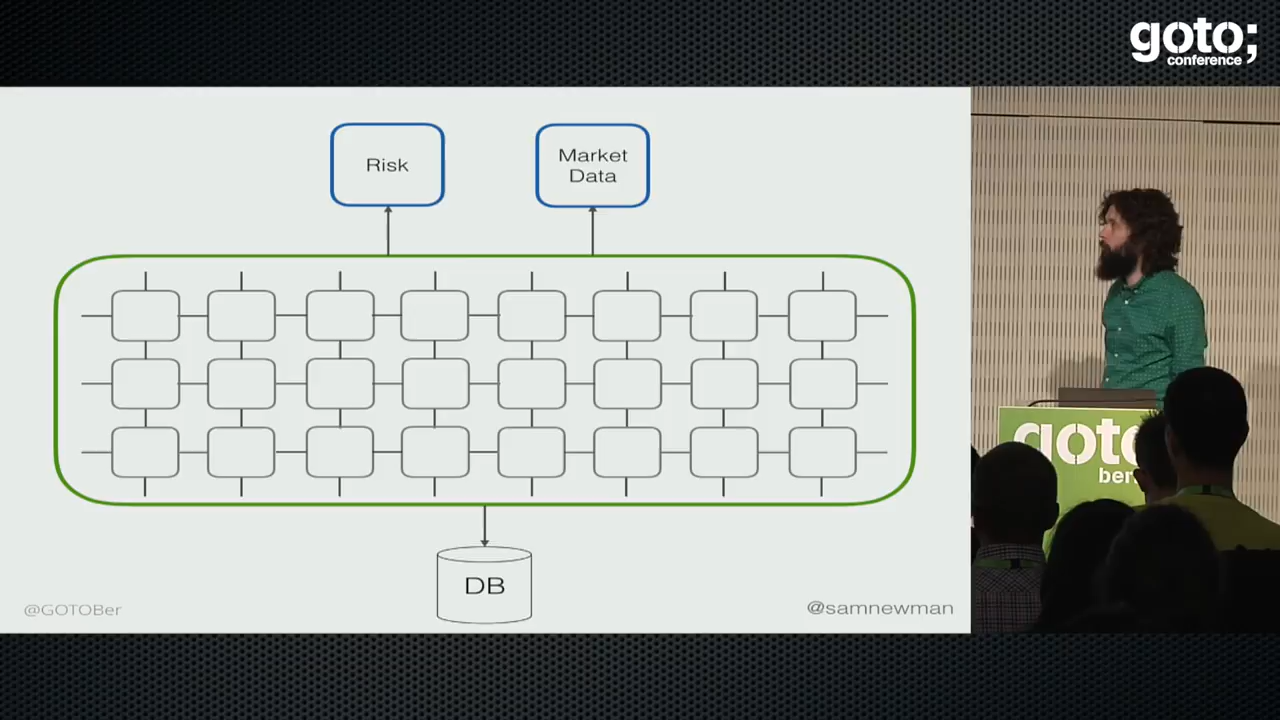 goto;
conference
Risk
Market
Data
DB
@GOTOBer
@samnewman
goto
ber